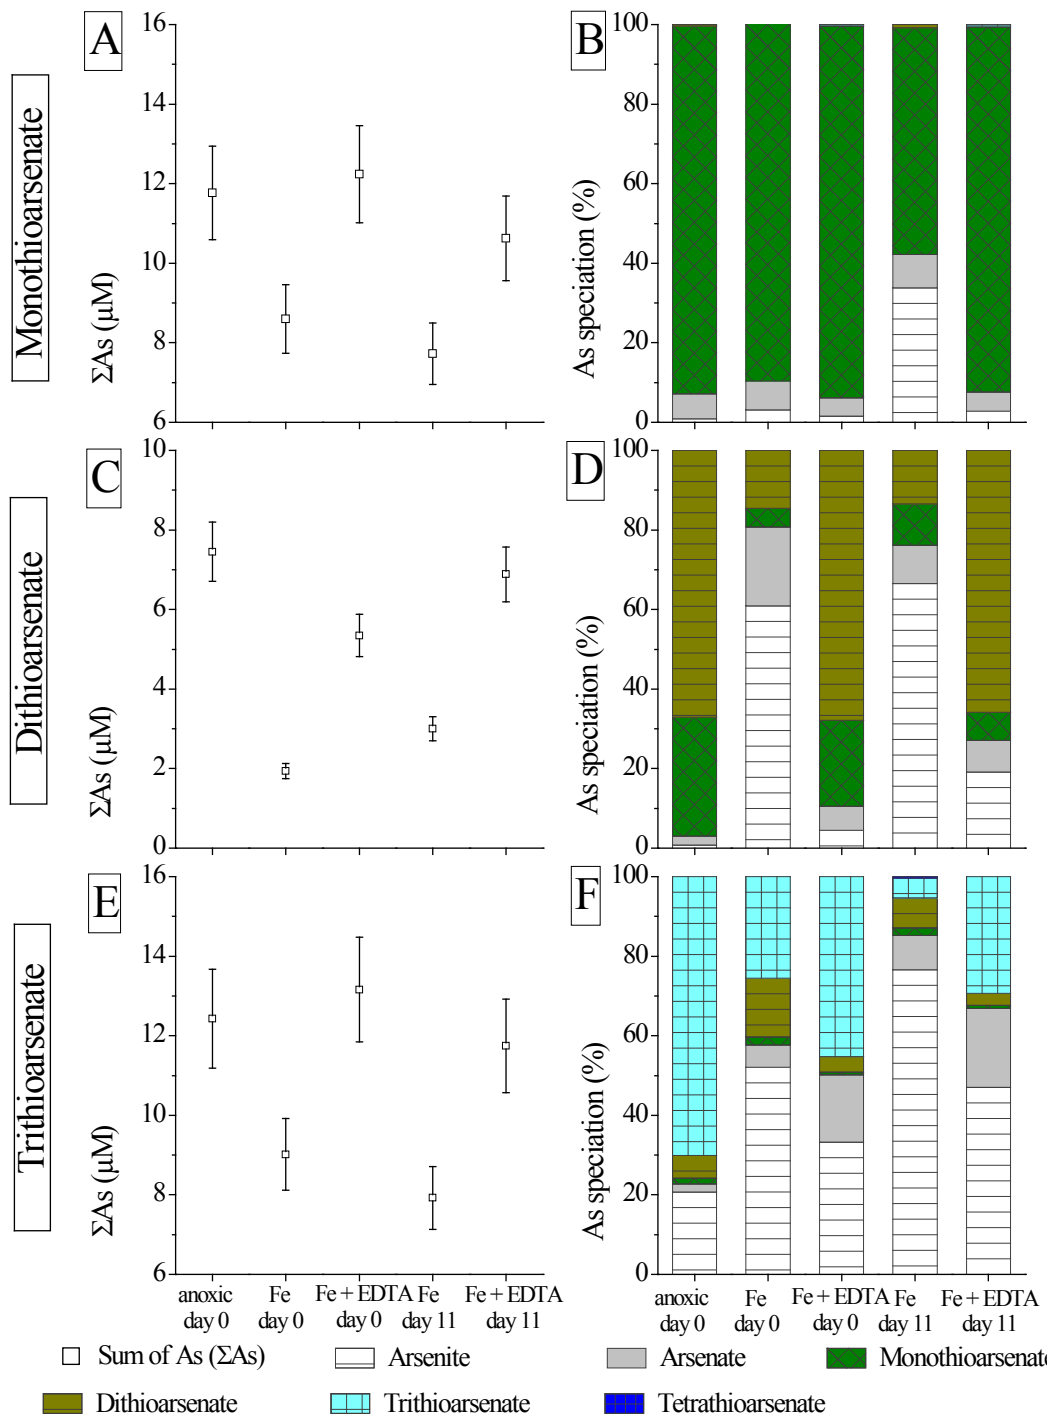 Monothioarsenate
A
ΣAs (µM)
16
14
12
10
8
6
B
As speciation (%)
100
80
60
40
20
0
Dithioarsenate
C
ΣAs (µM)
10
8
6
4
2
0
D
As speciation (%)
100
80
60
40
20
0
Trithioarsenate
E
ΣAs (µM)
16
14
12
10
8
6
F
As speciation (%)
100
80
60
40
20
0
anoxic Fe Fe + EDTA Fe Fe + EDTA
day 0 day 0 day 0 day 11 day 11
anoxic Fe Fe + EDTA Fe Fe + EDTA
day 0 day 0 day 0 day 11 day 11
Sum of As (ΣAs) Arsenite Arsenate Monothioarsenate
Dithioarsenate Trithioarsenate Tetrathioarsenate